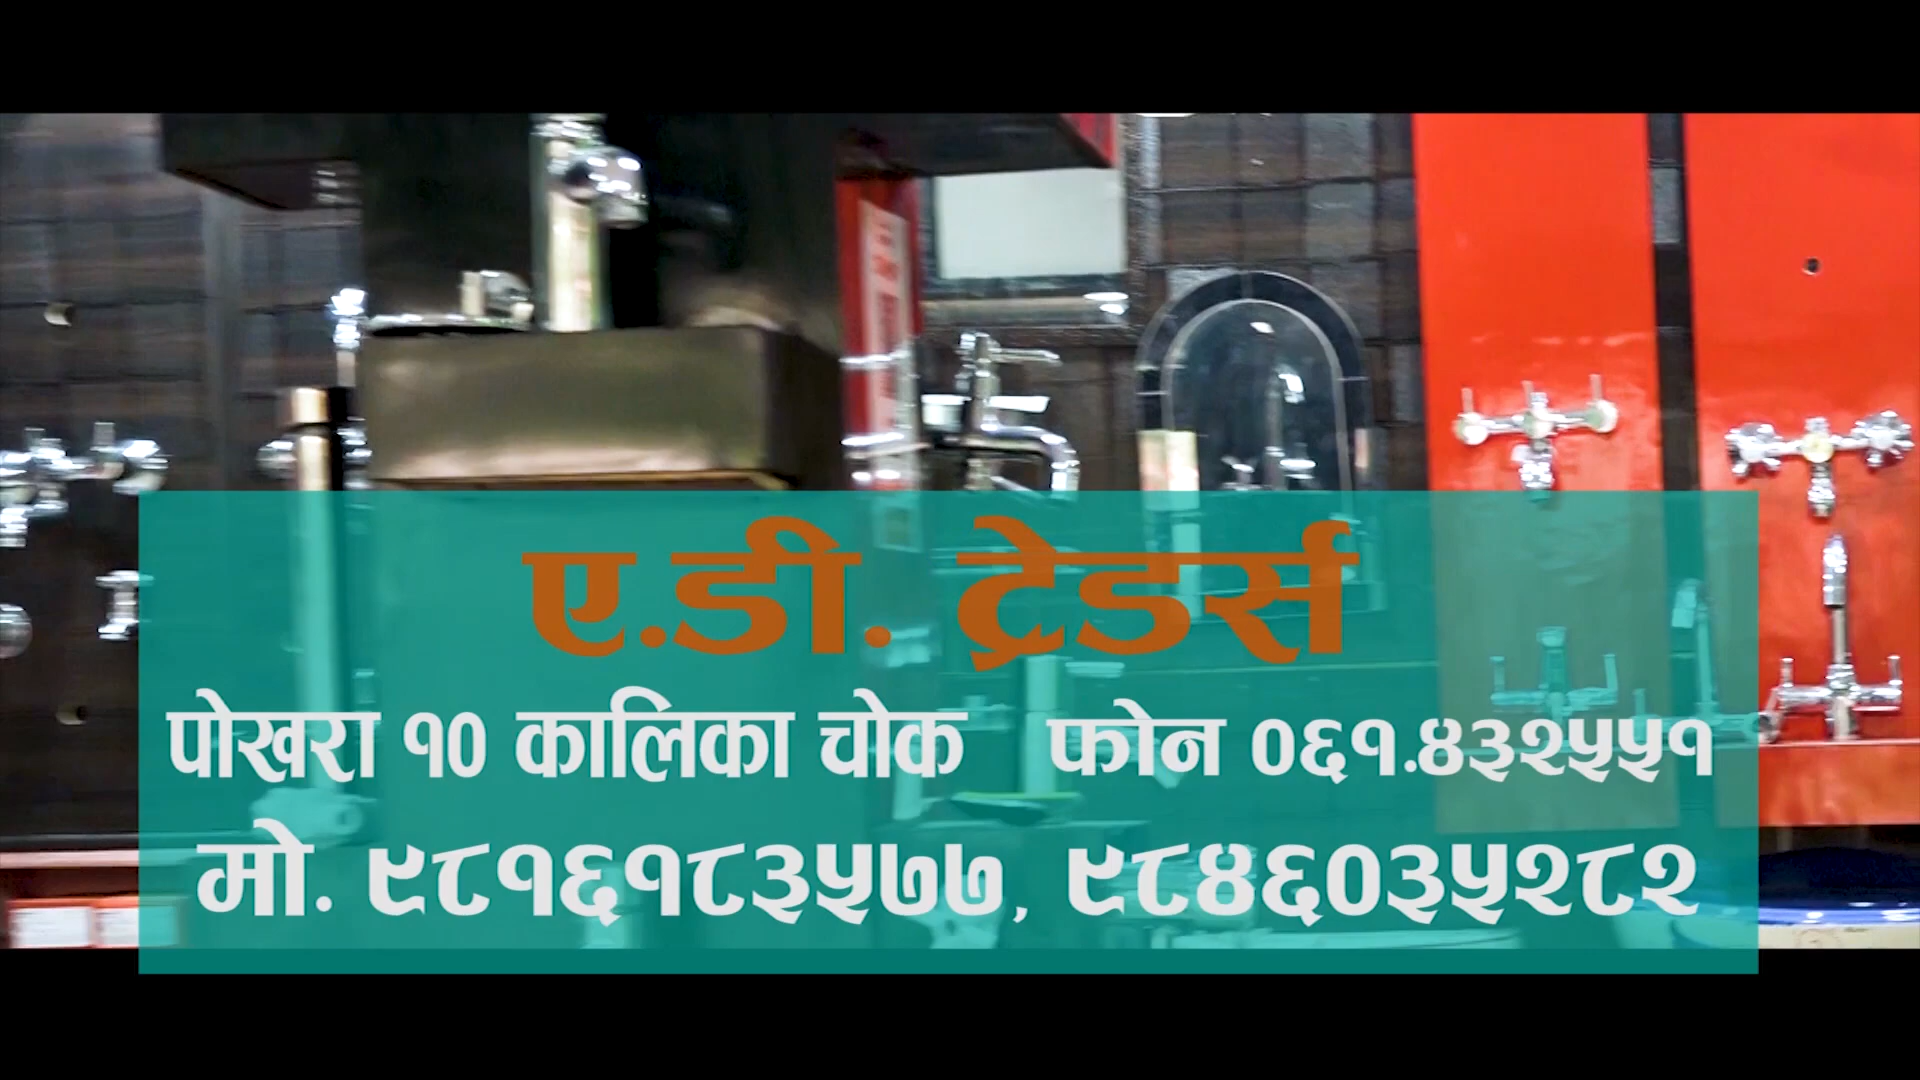 ए.डी. ट्रेडर्स
पोखरा १० कालिका चोक फोन ०६१.४३२५५१
मो. ९८१६१८३५७७, ९८४६०३५२८२